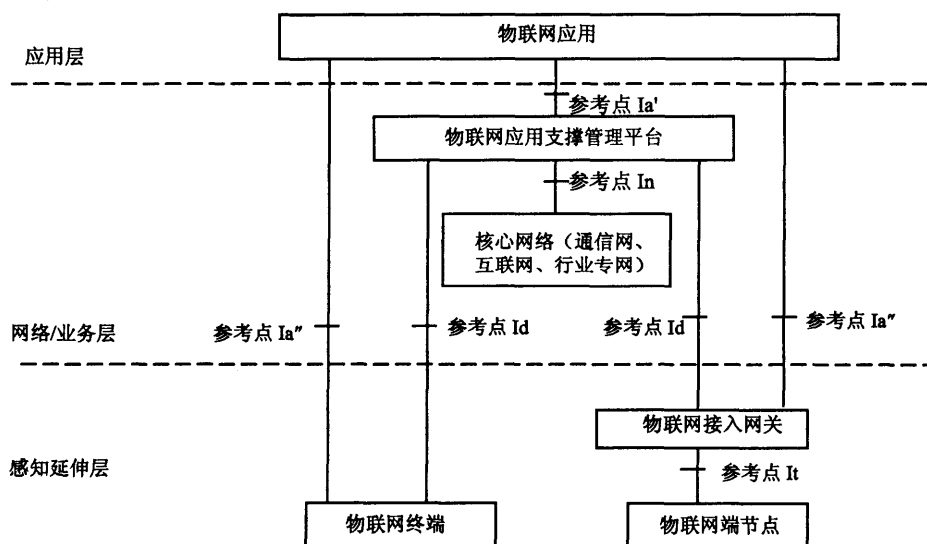 物联网应用
应用层
参考点 Ia'
物联网应用支撑管理平台
参考点 In
核心网络（通信网、
互联网、行业专网）
网络/业务层
参考点 Ia″
参考点 Id
参考点 Id
参考点 Ia″
物联网接入网关
感知延伸层
参考点 It
物联网终端
物联网端节点